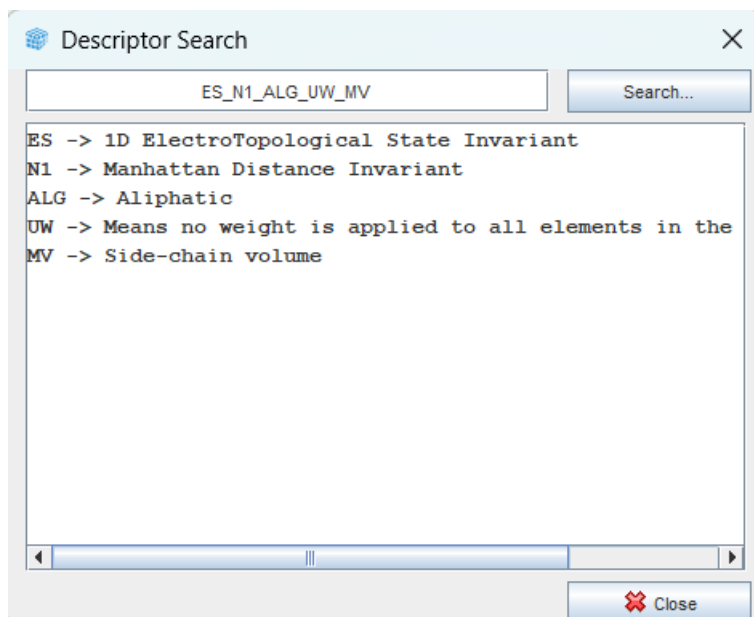 Descriptor Search
ES_N1_ALG_UW_MV
Search...
ES -> 1D ElectroTopological State Invariant
N1 -> Manhattan Distance Invariant
ALG -> Aliphatic
UW -> Means no weight is applied to all elements in the
MV -> Side-chain volume
Close